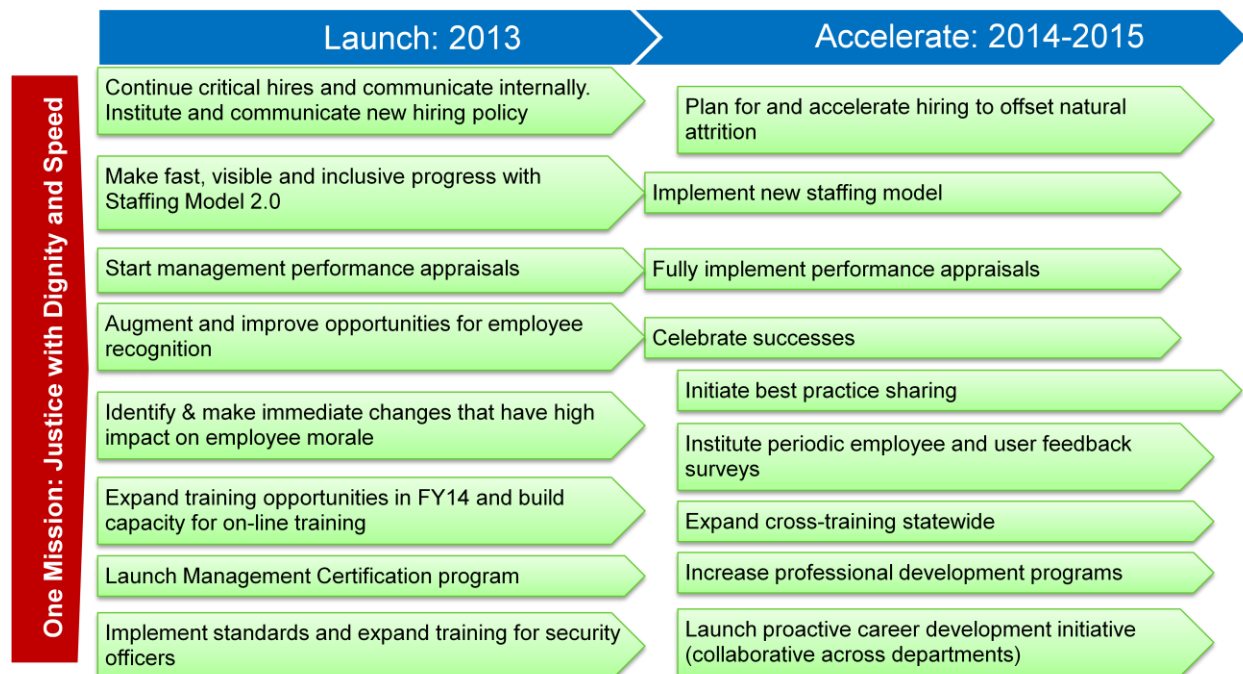 Launch: 2013
Accelerate: 2014-2015
One Mission: Justice with Dignity and Speed
Continue critical hires and communicate internally.
Institute and communicate new hiring policy
Plan for and accelerate hiring to offset natural
attrition
Make fast, visible and inclusive progress with
Staffing Model 2.0
Implement new staffing model
Start management performance appraisals
Fully implement performance appraisals
Augment and improve opportunities for employee
recognition
Celebrate successes
Initiate best practice sharing
Identify & make immediate changes that have high
impact on employee morale
Institute periodic employee and user feedback
surveys
Expand training opportunities in FY14 and build
capacity for on-line training
Expand cross-training statewide
Launch Management Certification program
Increase professional development programs
Implement standards and expand training for security
officers
Launch proactive career development initiative
(collaborative across departments)